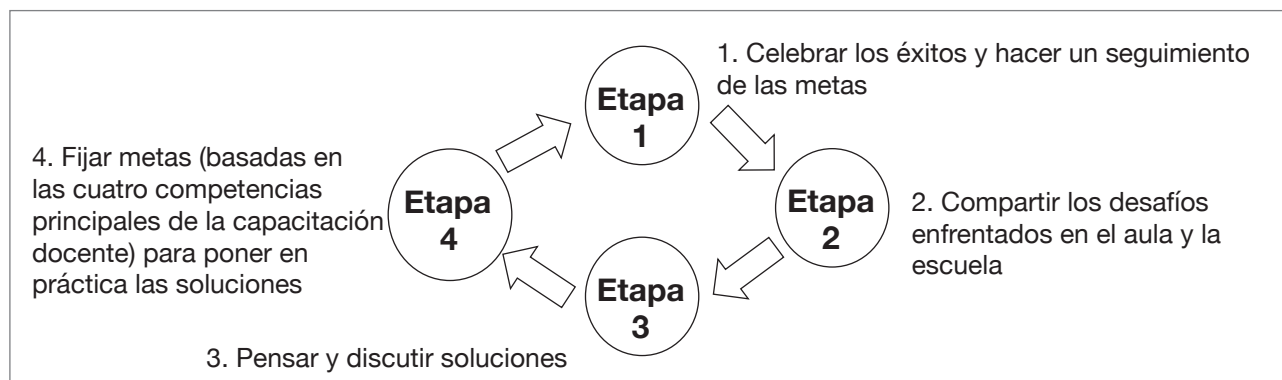 Etapa
1
1. Celebrar los éxitos y hacer un seguimiento
de las metas
Etapa
2
2. Compartir los desafíos
enfrentados en el aula y la
escuela
Etapa
3
3. Pensar y discutir soluciones
Etapa
4
4. Fijar metas (basadas en
las cuatro competencias
principales de la capacitación
docente) para poner en
práctica las soluciones